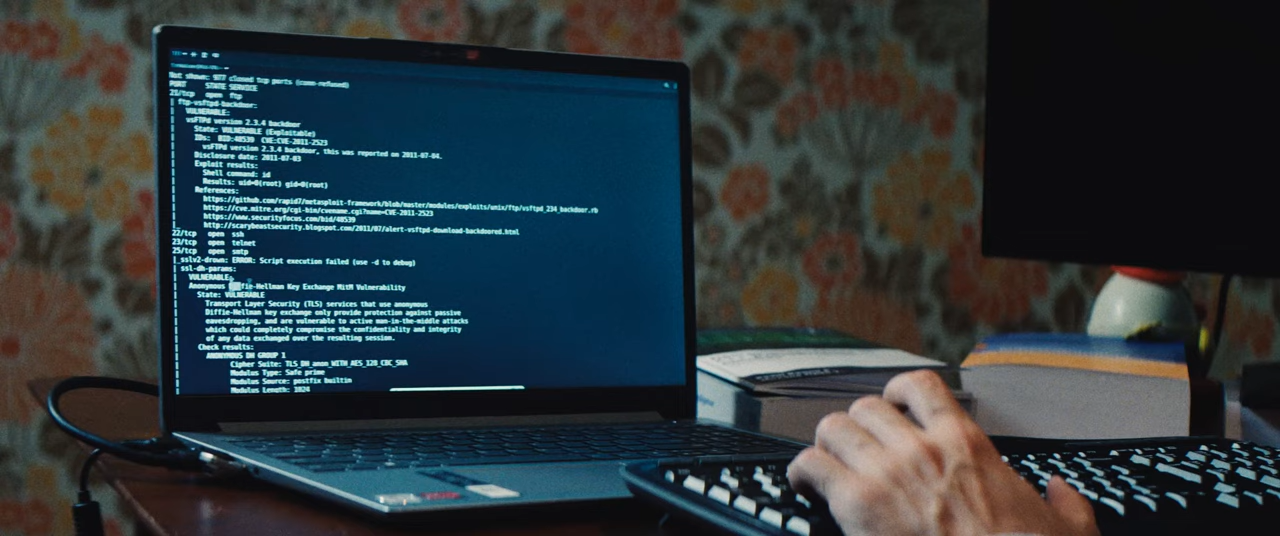 Not shown: 977 closed tcp ports (conn-refused)
PORT STATE SERVICE
21/tcp open ftp
| ftp-vsftpd-backdoor:
| VULNERABLE:
| vsFTPd version 2.3.4 backdoor
| State: VULNERABLE (Exploitable)
| IDs: BID:48539 CVE:CVE-2011-2523
| vsFTPd version 2.3.4 backdoor, this was reported on 2011-07-04.
| Disclosure date: 2011-07-03
| Exploit results:
| Shell command: id
| Results: uid=0(root) gid=0(root)
| References:
| https://github.com/rapid7/metasploit-framework/blob/master/modules/exploits/unix/ftp/vsftpd_234_backdoor.rb
| https://cve.mitre.org/cgi-bin/cvename.cgi?name=CVE-2011-2523
| https://www.securityfocus.com/bid/48539
|_ http://scarybeastsecurity.blogspot.com/2011/07/alert-vsftpd-download-backdoored.html
22/tcp open ssh
23/tcp open telnet
25/tcp open smtp
|_sslv2-drown: ERROR: Script execution failed (use -d to debug)
| ssl-dh-params:
| VULNERABLE:
| Anonymous fie-Hellman Key Exchange MitM Vulnerability
| State: VULNERABLE
| Transport Layer Security (TLS) services that use anonymous
| Diffie-Hellman key exchange only provide protection against passive
| eavesdropping, and are vulnerable to active man-in-the-middle attacks
| which could completely compromise the confidentiality and integrity
| of any data exchanged over the resulting session.
| Check results:
| ANONYMOUS DH GROUP 1
| Cipher Suite: TLS_DH_anon_WITH_AES_128_CBC_SHA
| Modulus Type: Safe prime
| Modulus Source: postfix builtin
| Modulus Length: 1024